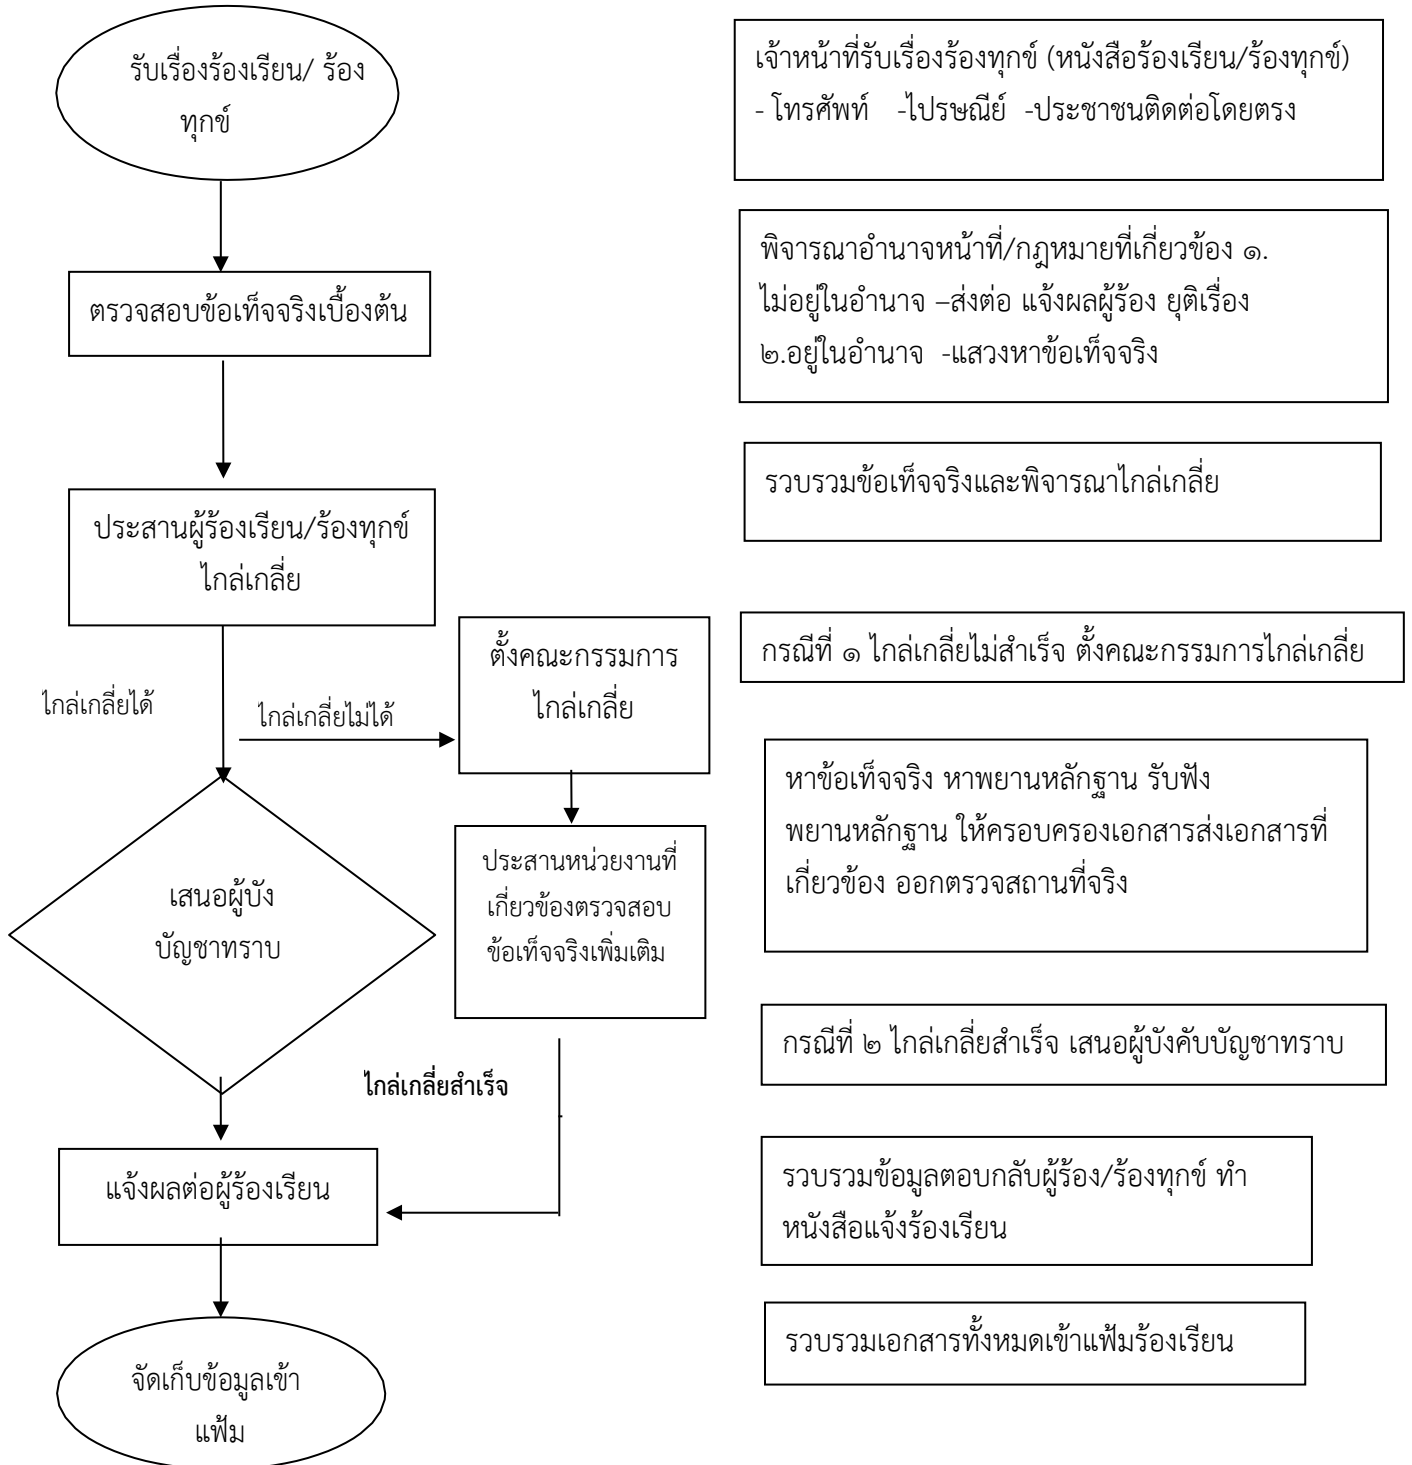 รับเรื่องร้องเรียน/ ร้อง
ทุกข์
เจ้าหน้าที่รับเรื่องร้องทุกข์ (หนังสือร้องเรียน/ร้องทุกข์)
- โทรศัพท์ -ไปรษณีย์ -ประชาชนติดต่อโดยตรง
ตรวจสอบข้อเท็จจริงเบื้องต้น
พิจารณาอำนาจหน้าที่/กฎหมายที่เกี่ยวข้อง ๑.
ไม่อยู่ในอำนาจ –ส่งต่อ แจ้งผลผู้ร้อง ยุติเรื่อง
๒.อยู่ในอำนาจ -แสวงหาข้อเท็จจริง
ประสานผู้ร้องเรียน/ร้องทุกข์
ไกล่เกลี่ย
รวบรวมข้อเท็จจริงและพิจารณาไกล่เกลี่ย
ไกล่เกลี่ยได้
ไกล่เกลี่ยไม่ได้
ตั้งคณะกรรมการ
ไกล่เกลี่ย
กรณีที่ ๑ ไกล่เกลี่ยไม่สำเร็จ ตั้งคณะกรรมการไกล่เกลี่ย
เสนอผู้บัง
บัญชาทราบ
ประสานหน่วยงานที่
เกี่ยวข้องตรวจสอบ
ข้อเท็จจริงเพิ่มเติม
หาข้อเท็จจริง หาพยานหลักฐาน รับฟัง
พยานหลักฐาน ให้ครอบครองเอกสารส่งเอกสารที่
เกี่ยวข้อง ออกตรวจสถานที่จริง
ไกล่เกลี่ยสำเร็จ
กรณีที่ ๒ ไกล่เกลี่ยสำเร็จ เสนอผู้บังคับบัญชาทราบ
แจ้งผลต่อผู้ร้องเรียน
รวบรวมข้อมูลตอบกลับผู้ร้อง/ร้องทุกข์ ทำ
หนังสือแจ้งร้องเรียน
จัดเก็บข้อมูลเข้า
แฟ้ม
รวบรวมเอกสารทั้งหมดเข้าแฟ้มร้องเรียน